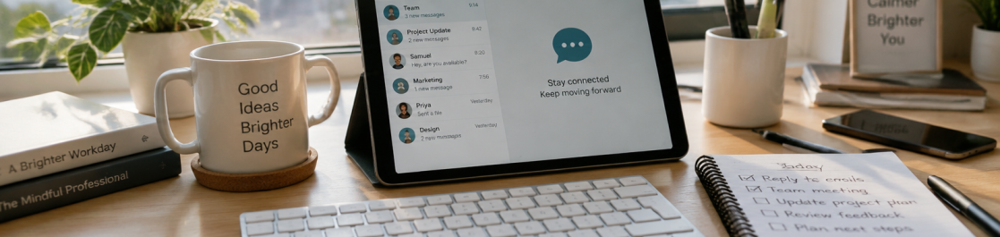 A Brighter Workday
The Mindful Professional
Good
Ideas
Brighter
Days
Team
9:14
3 new messages
Project Update
9:42
2 new messages
Samuel
8:20
Hey, are you available?
Marketing
7:56
1 new message
Priya
Yesterday
Sent a file
Design
Yesterday
2 new messages
Stay connected
Keep moving forward
Calmer
Brighter
You
Today
Reply to emails
Team meeting
Update project plan
Review feedback
Plan next steps